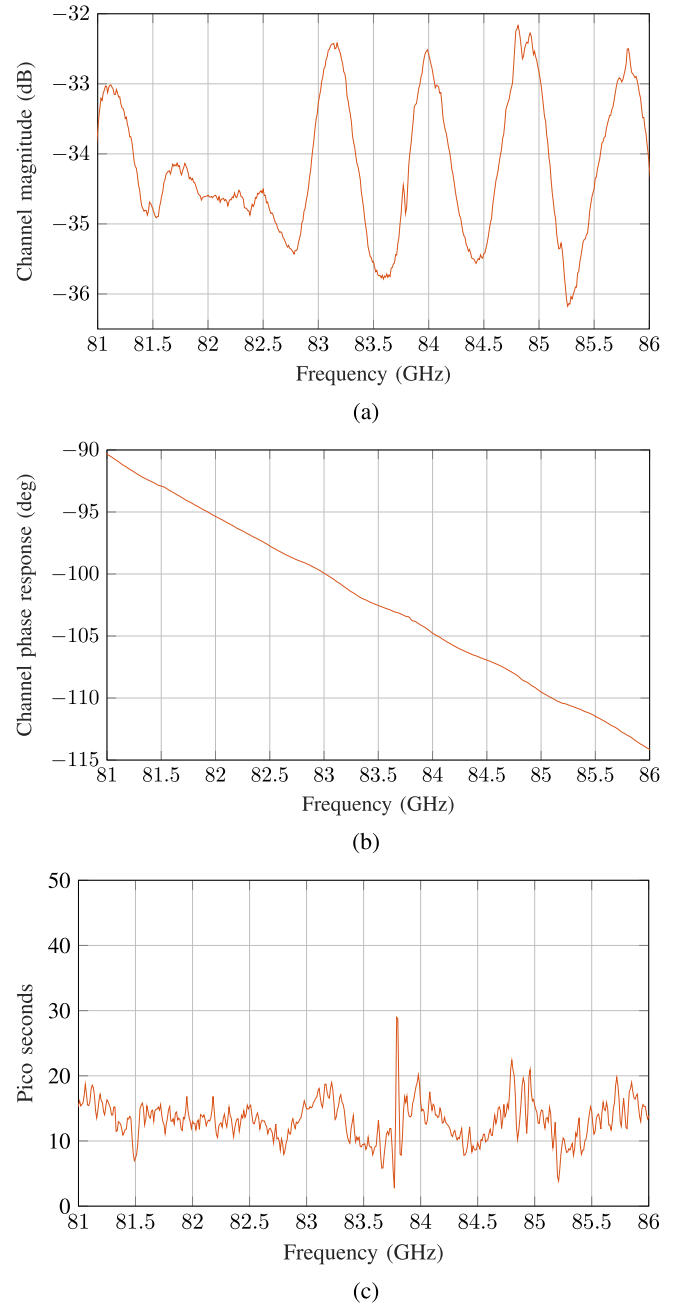 Channel magnitude (dB)
−32
−33
−34
−35
−36
81 81.5 82 82.5 83 83.5 84 84.5 85 85.5 86
Frequency (GHz)
(a)
Channel phase response (deg)
−90
−95
−100
−105
−110
−115
81 81.5 82 82.5 83 83.5 84 84.5 85 85.5 86
Frequency (GHz)
(b)
Pico seconds
50
40
30
20
10
0
81 81.5 82 82.5 83 83.5 84 84.5 85 85.5 86
Frequency (GHz)
(c)